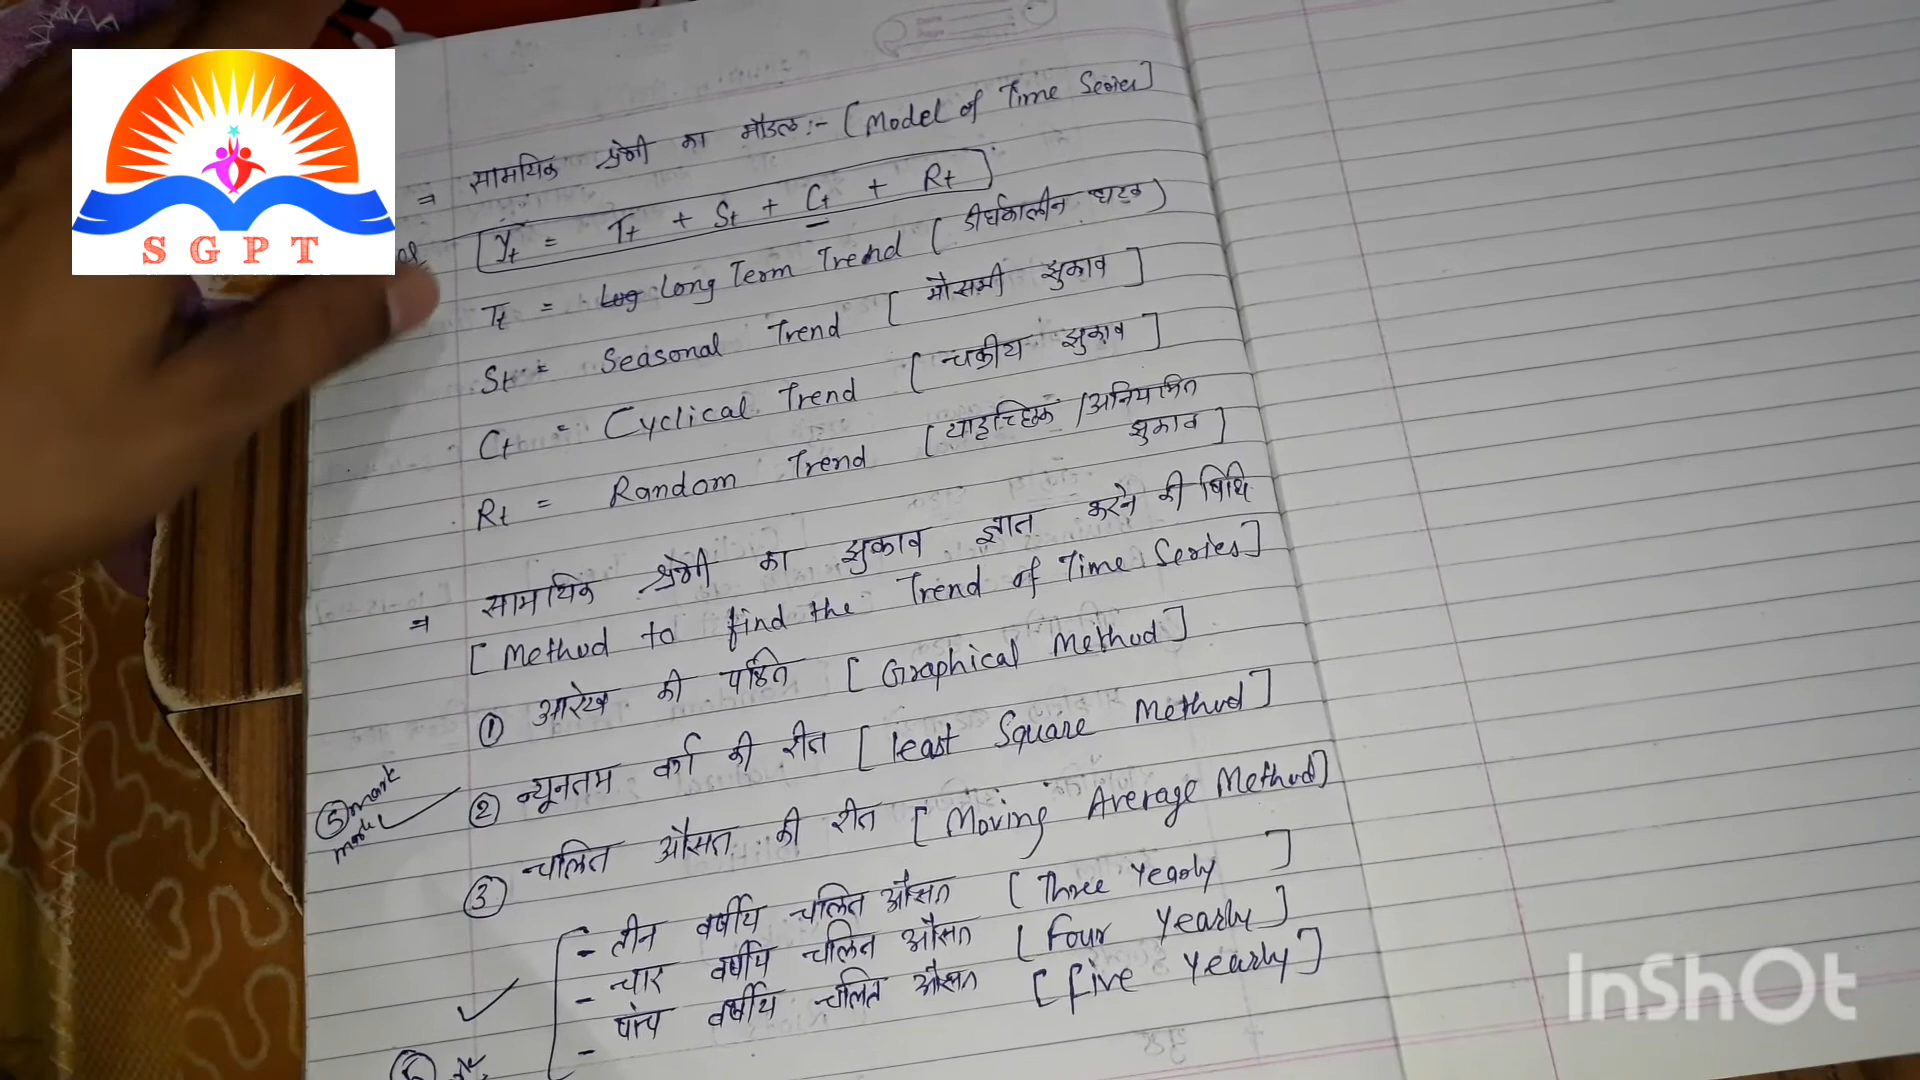 SGPT
⇒ सामयिक श्रेणी का मौडल :- [Model of Time Series]
[Yt = Tt + St + Ct + Rt]
Tt = Long Term Trend (दीर्घकालीन घटक)
St = Seasonal Trend [मौसमी झुकाव]
Ct = Cyclical Trend [चक्रीय झुकाव]
Rt = Random Trend [यादृच्छिक / अनियमित
झुकाव]
⇒ सामयिक श्रेणी का झुकाव ज्ञात करने की विधि
[Method to find the Trend of Time Series]
① आरेख की पद्धति [Graphical Method]
② न्यूनतम वर्ग की रीत [Least Square Method]
⑤ mark
③ चलित औसत की रीत [Moving Average Method]
- तीन वर्षीय चलित औसत [Three Yearly]
- चार वर्षीय चलित औसत [Four Yearly]
- पांच वर्षीय चलित औसत [Five Yearly]
InShOt